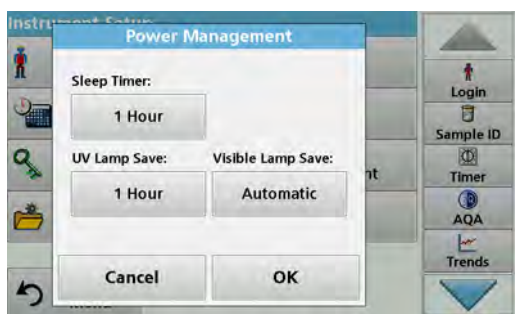 Power Management
Sleep Timer:
1 Hour
UV Lamp Save:
Visible Lamp Save:
1 Hour
Automatic
Cancel
OK
Login
Sample ID
Timer
AQA
Trends